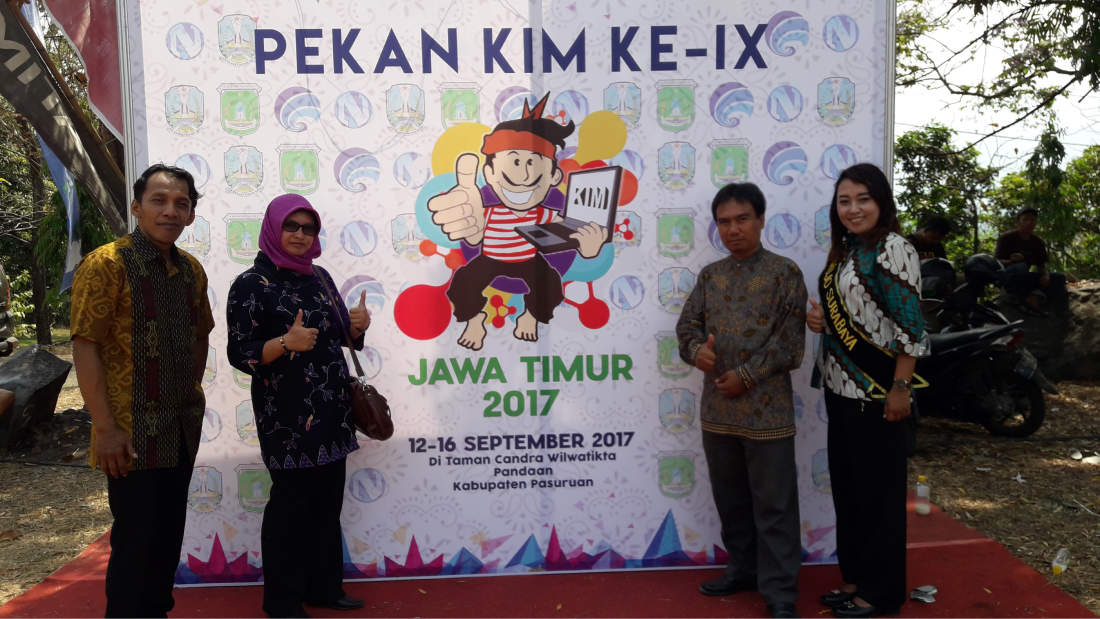 PEKAN KIM KE-IX
KIM
JAWA TIMUR
2017
12-16 SEPTEMBER 2017
Di Taman Candra Wilwatikta
Pandaan
Kabupaten Pasuruan
SURABAYA